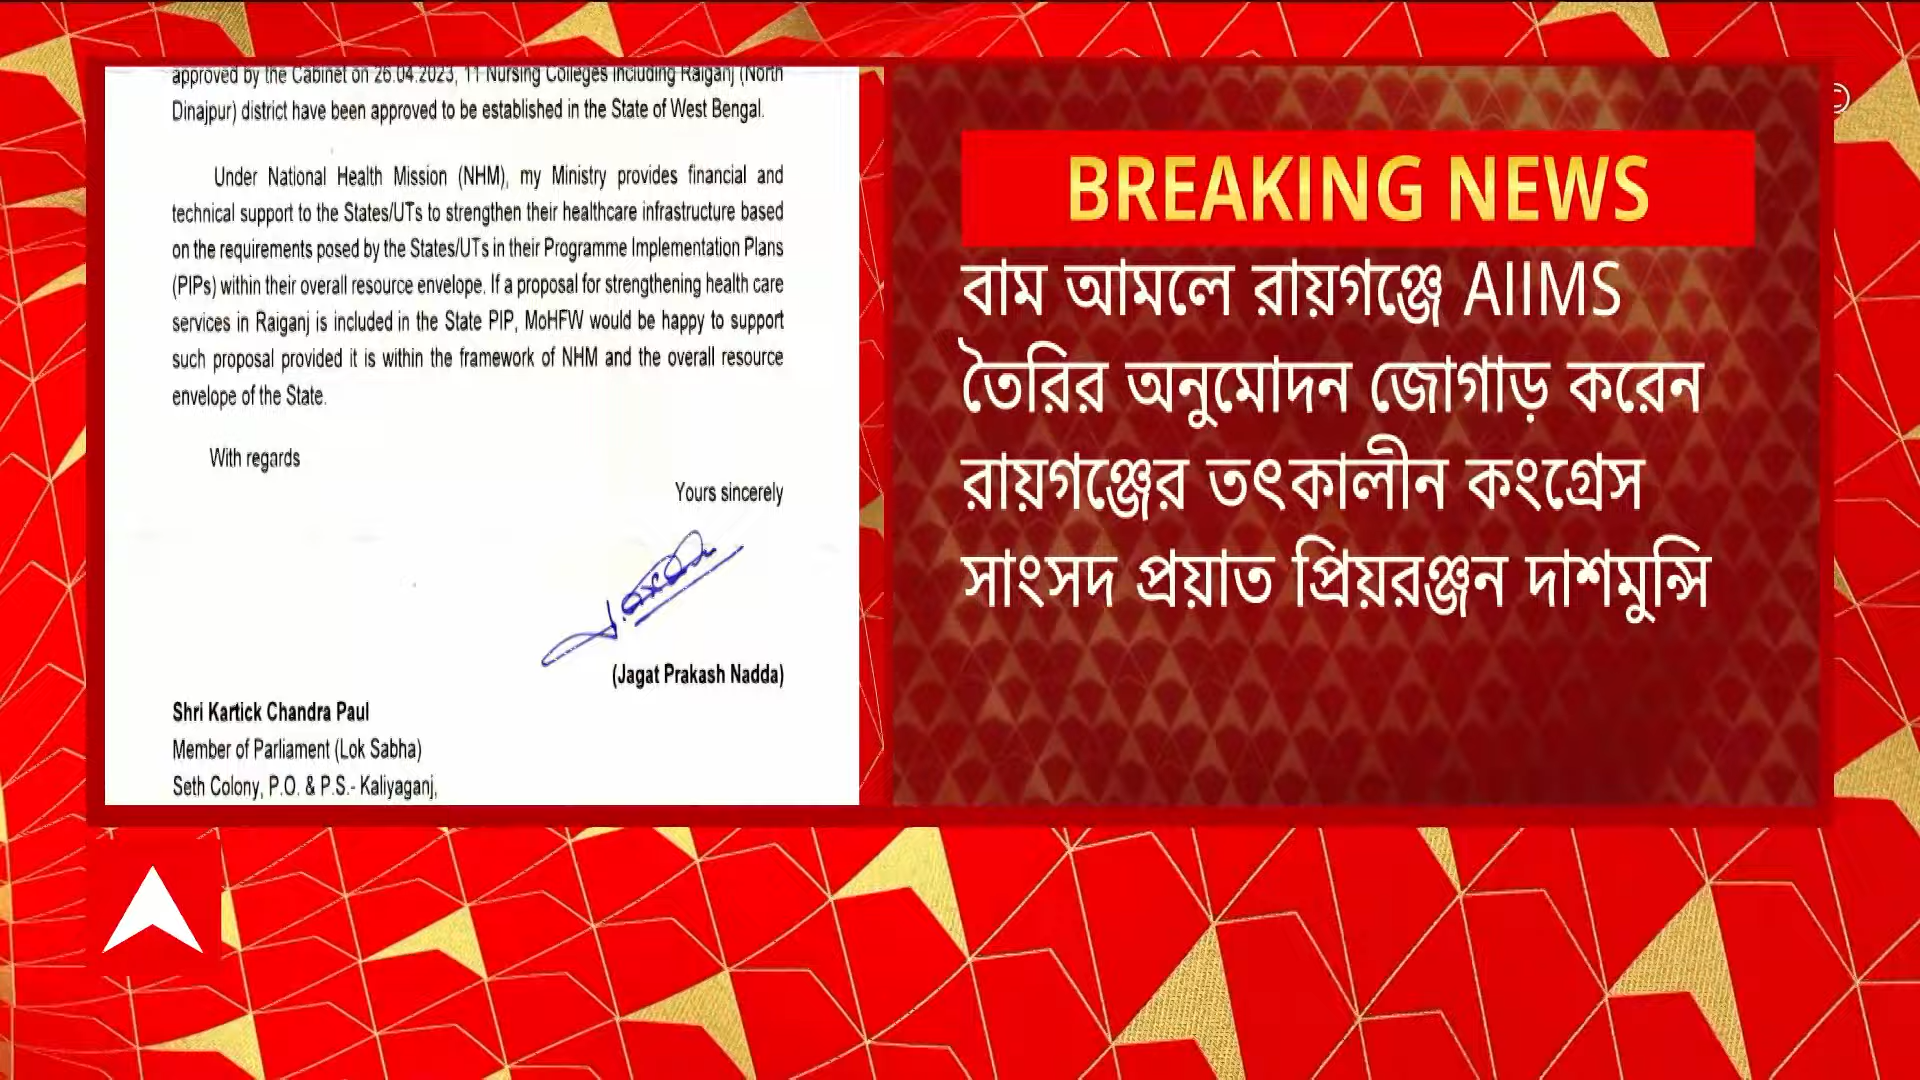 approved by the Cabinet on 26.04.2023, 11 Nursing Colleges including Raiganj (North
Dinajpur) district have been approved to be established in the State of West Bengal.
Under National Health Mission (NHM), my Ministry provides financial and
technical support to the States/UTs to strengthen their healthcare infrastructure based
on the requirements posed by the States/UTs in their Programme Implementation Plans
(PIPs) within their overall resource envelope. If a proposal for strengthening health care
services in Raiganj is included in the State PIP, MoHFW would be happy to support
such proposal provided it is within the framework of NHM and the overall resource
envelope of the State.
With regards
Yours sincerely
(Jagat Prakash Nadda)
Shri Kartick Chandra Paul
Member of Parliament (Lok Sabha)
Seth Colony, P.O. & P.S.- Kaliyaganj,
BREAKING NEWS
বাম আমলে রায়গঞ্জে AIIMS
তৈরির অনুমোদন জোগাড় করেন
রায়গঞ্জের তৎকালীন কংগ্রেস
সাংসদ প্রয়াত প্রিয়রঞ্জন দাশমুন্সি
©